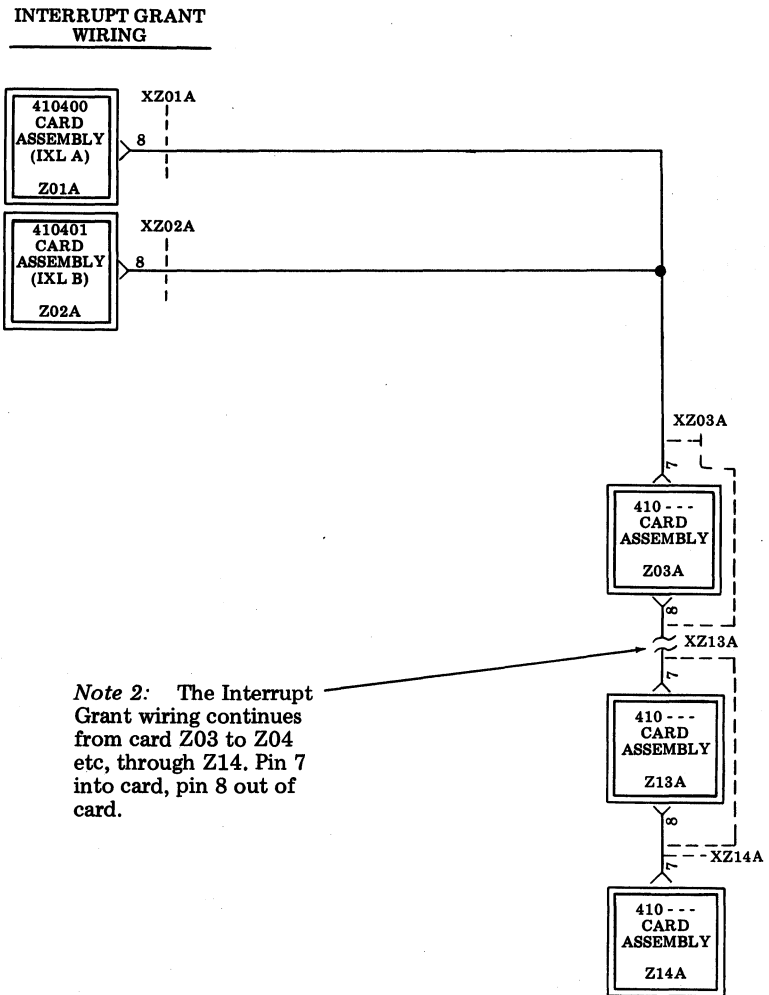 INTERRUPT GRANT
WIRING
410400
CARD
ASSEMBLY
(IXL A)
Z01A
8
XZ01A
410401
CARD
ASSEMBLY
(IXL B)
Z02A
8
XZ02A
XZ03A
7
410 - - -
CARD
ASSEMBLY
Z03A
8
XZ13A
7
Note 2: The Interrupt
Grant wiring continues
from card Z03 to Z04
etc, through Z14. Pin 7
into card, pin 8 out of
card.
410 - - -
CARD
ASSEMBLY
Z13A
8
XZ14A
7
410 - - -
CARD
ASSEMBLY
Z14A